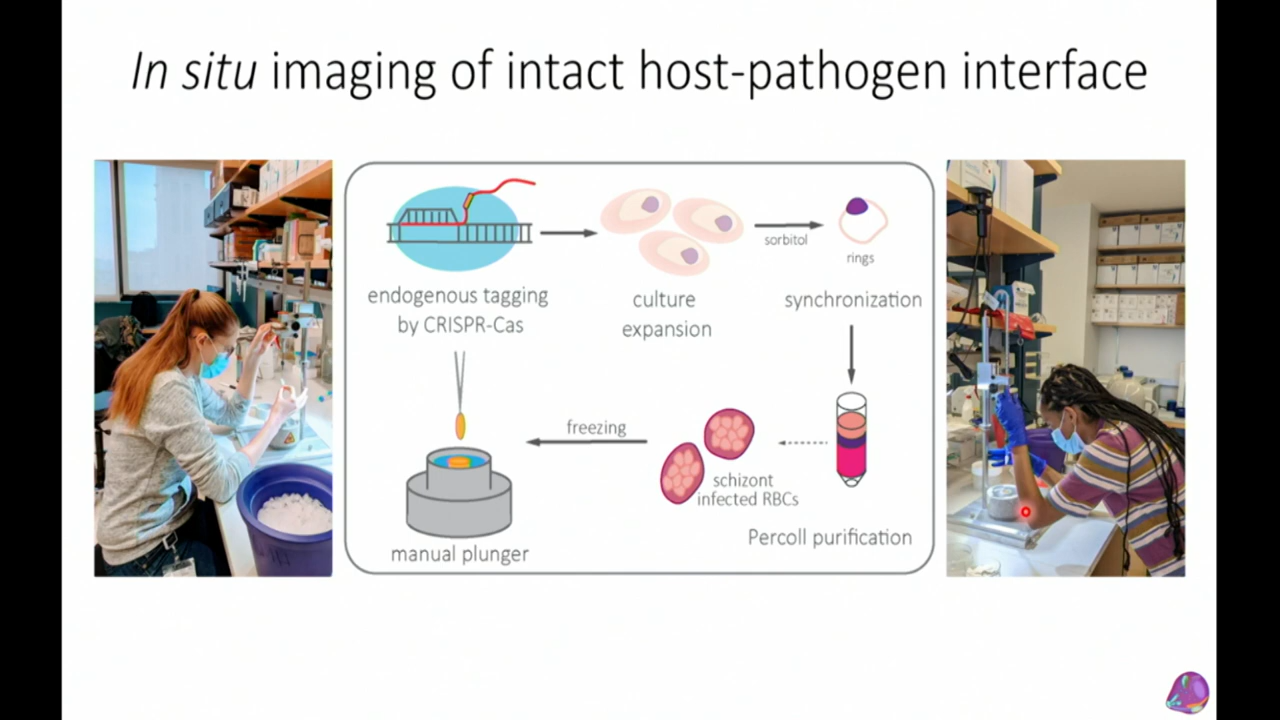 In situ imaging of intact host-pathogen interface
endogenous tagging
by CRISPR-Cas
culture
expansion
sorbitol
rings
synchronization
freezing
schizont
infected RBCs
Percoll purification
manual plunger